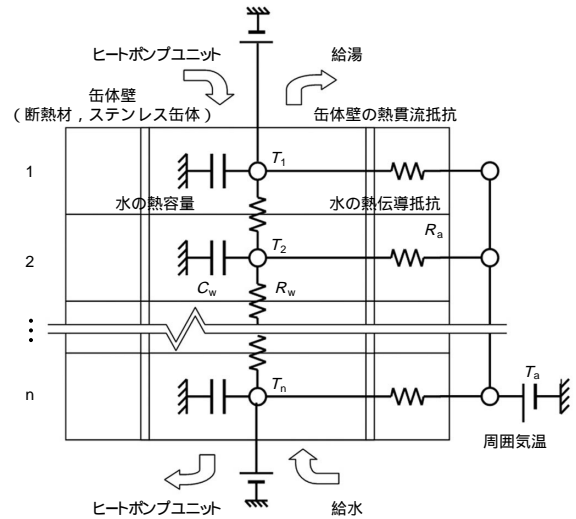 ヒートポンプユニット
給湯
缶体壁
（断熱材，ステンレス缶体）
缶体壁の熱貫流抵抗
1
T1
水の熱容量
水の熱伝導抵抗
2
T2
Ra
Cw
Rw
⋮
n
Tn
Ta
周囲気温
ヒートポンプユニット
給水